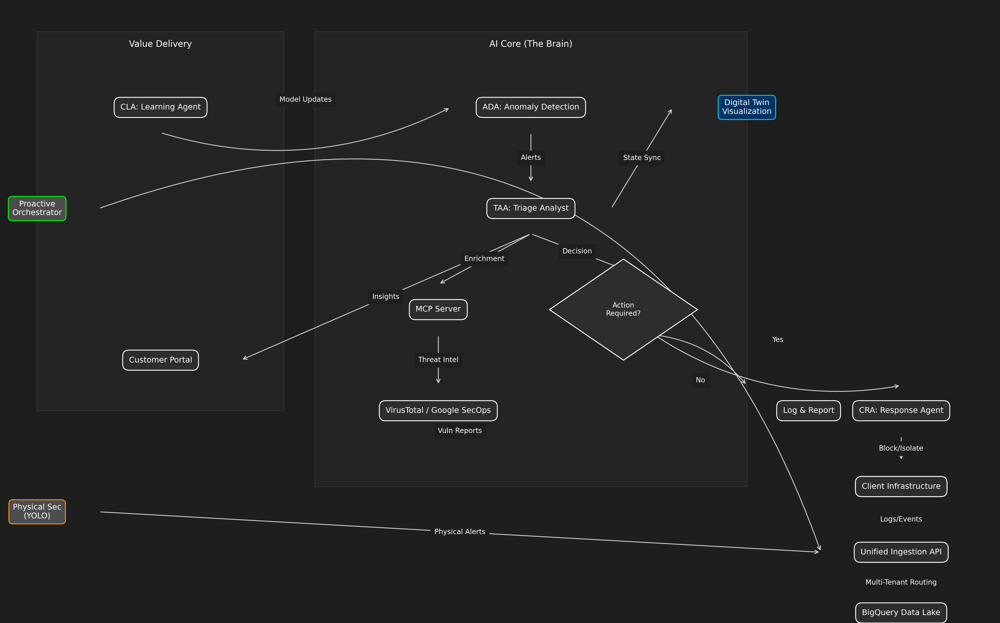 Value Delivery
AI Core (The Brain)
Model Updates
CLA: Learning Agent
ADA: Anomaly Detection
Digital Twin
Visualization
Alerts
State Sync
Proactive
Orchestrator
TAA: Triage Analyst
Decision
Enrichment
Insights
MCP Server
Action
Required?
Yes
Customer Portal
Threat Intel
No
VirusTotal / Google SecOps
Log & Report
CRA: Response Agent
Vuln Reports
Block/Isolate
Client Infrastructure
Physical Sec
(YOLO)
Logs/Events
Physical Alerts
Unified Ingestion API
Multi-Tenant Routing
BigQuery Data Lake